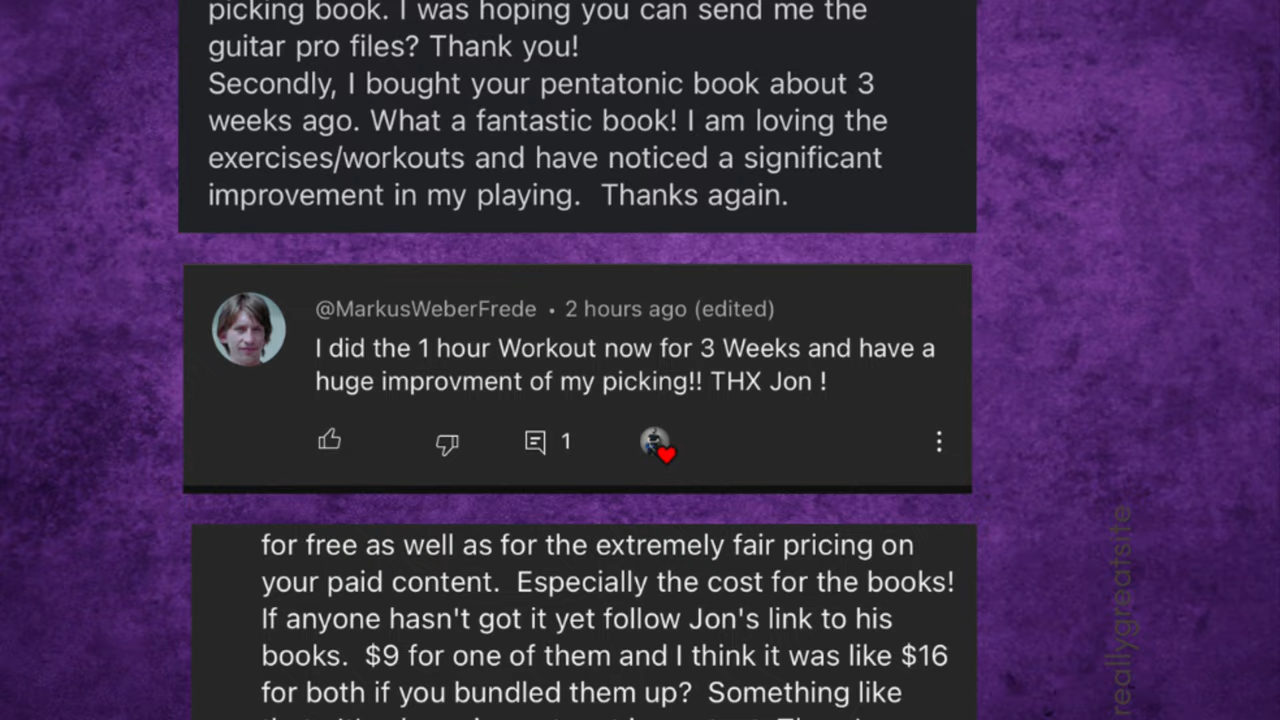 picking book. I was hoping you can send me the
guitar pro files? Thank you!
Secondly, I bought your pentatonic book about 3
weeks ago. What a fantastic book! I am loving the
exercises/workouts and have noticed a significant
improvement in my playing.  Thanks again.
@MarkusWeberFrede • 2 hours ago (edited)
I did the 1 hour Workout now for 3 Weeks and have a
huge improvment of my picking!! THX Jon !
1
for free as well as for the extremely fair pricing on
your paid content.  Especially the cost for the books!
If anyone hasn't got it yet follow Jon's link to his
books.  $9 for one of them and I think it was like $16
for both if you bundled them up?  Something like
reallygreatsite